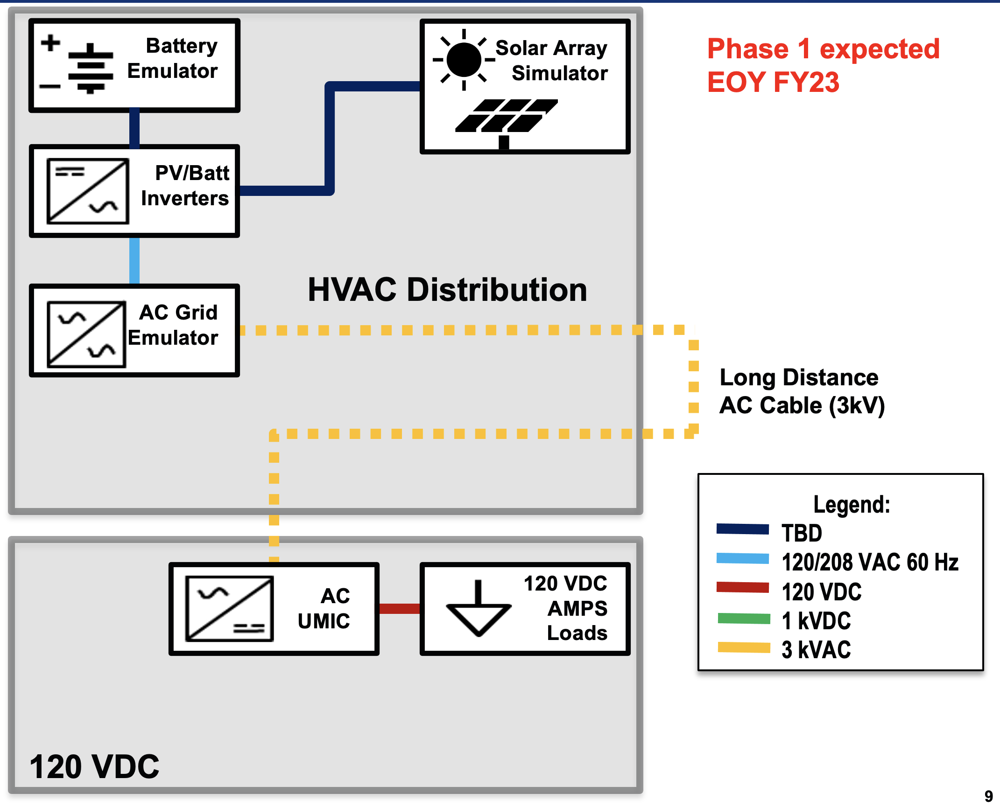 Battery
Emulator
Solar Array
Simulator
Phase 1 expected
EOY FY23
PV/Batt
Inverters
HVAC Distribution
AC Grid
Emulator
Long Distance
AC Cable (3kV)
Legend:
TBD
120/208 VAC 60 Hz
120 VDC
1 kVDC
3 kVAC
AC
UMIC
120 VDC
AMPS
Loads
120 VDC
9